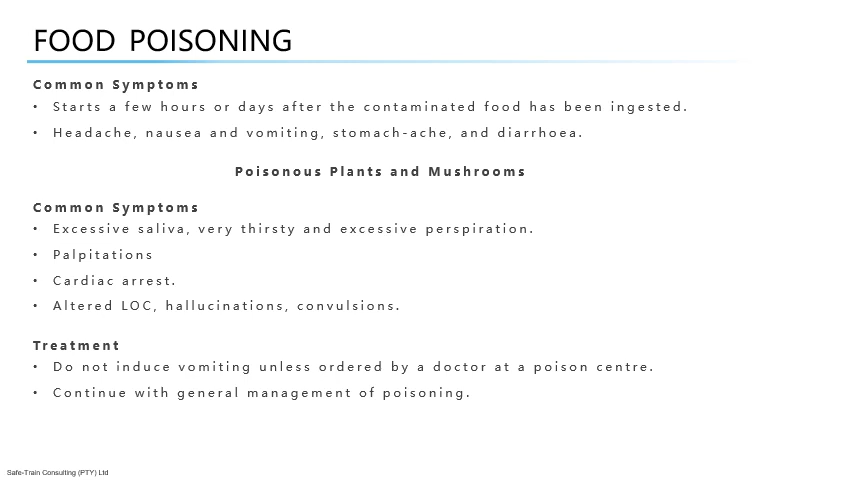 FOOD POISONING
Common Symptoms
• Starts a few hours or days after the contaminated food has been ingested.
• Headache, nausea and vomiting, stomach-ache, and diarrhoea.
Poisonous Plants and Mushrooms
Common Symptoms
• Excessive saliva, very thirsty and excessive perspiration.
• Palpitations
• Cardiac arrest.
• Altered LOC, hallucinations, convulsions.
Treatment
• Do not induce vomiting unless ordered by a doctor at a poison centre.
• Continue with general management of poisoning.
Safe-Train Consulting (PTY) Ltd